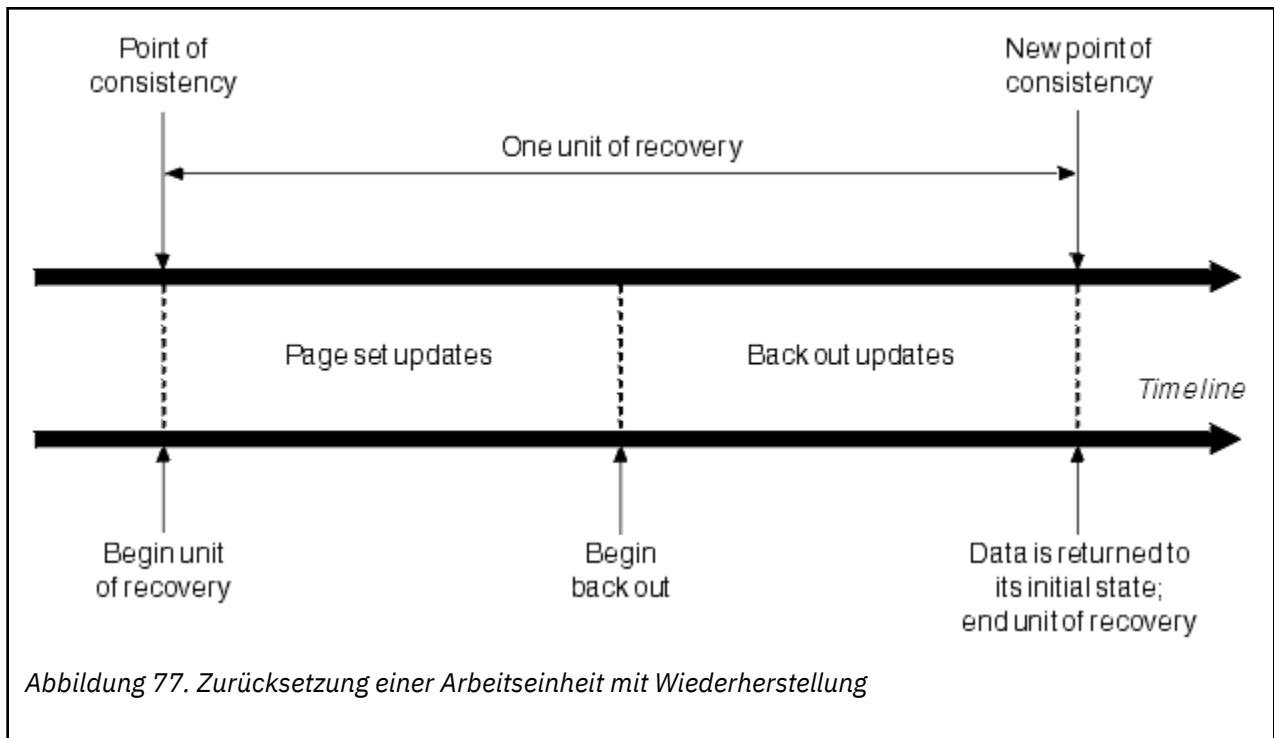 Point of
consistency
New point of
consistency
One unit of recovery
Page set updates
Back out updates
Timeline
Begin unit
of recovery
Begin
back out
Data is returned to
its initial state;
end unit of recovery
Abbildung 77. Zurücksetzung einer Arbeitseinheit mit Wiederherstellung